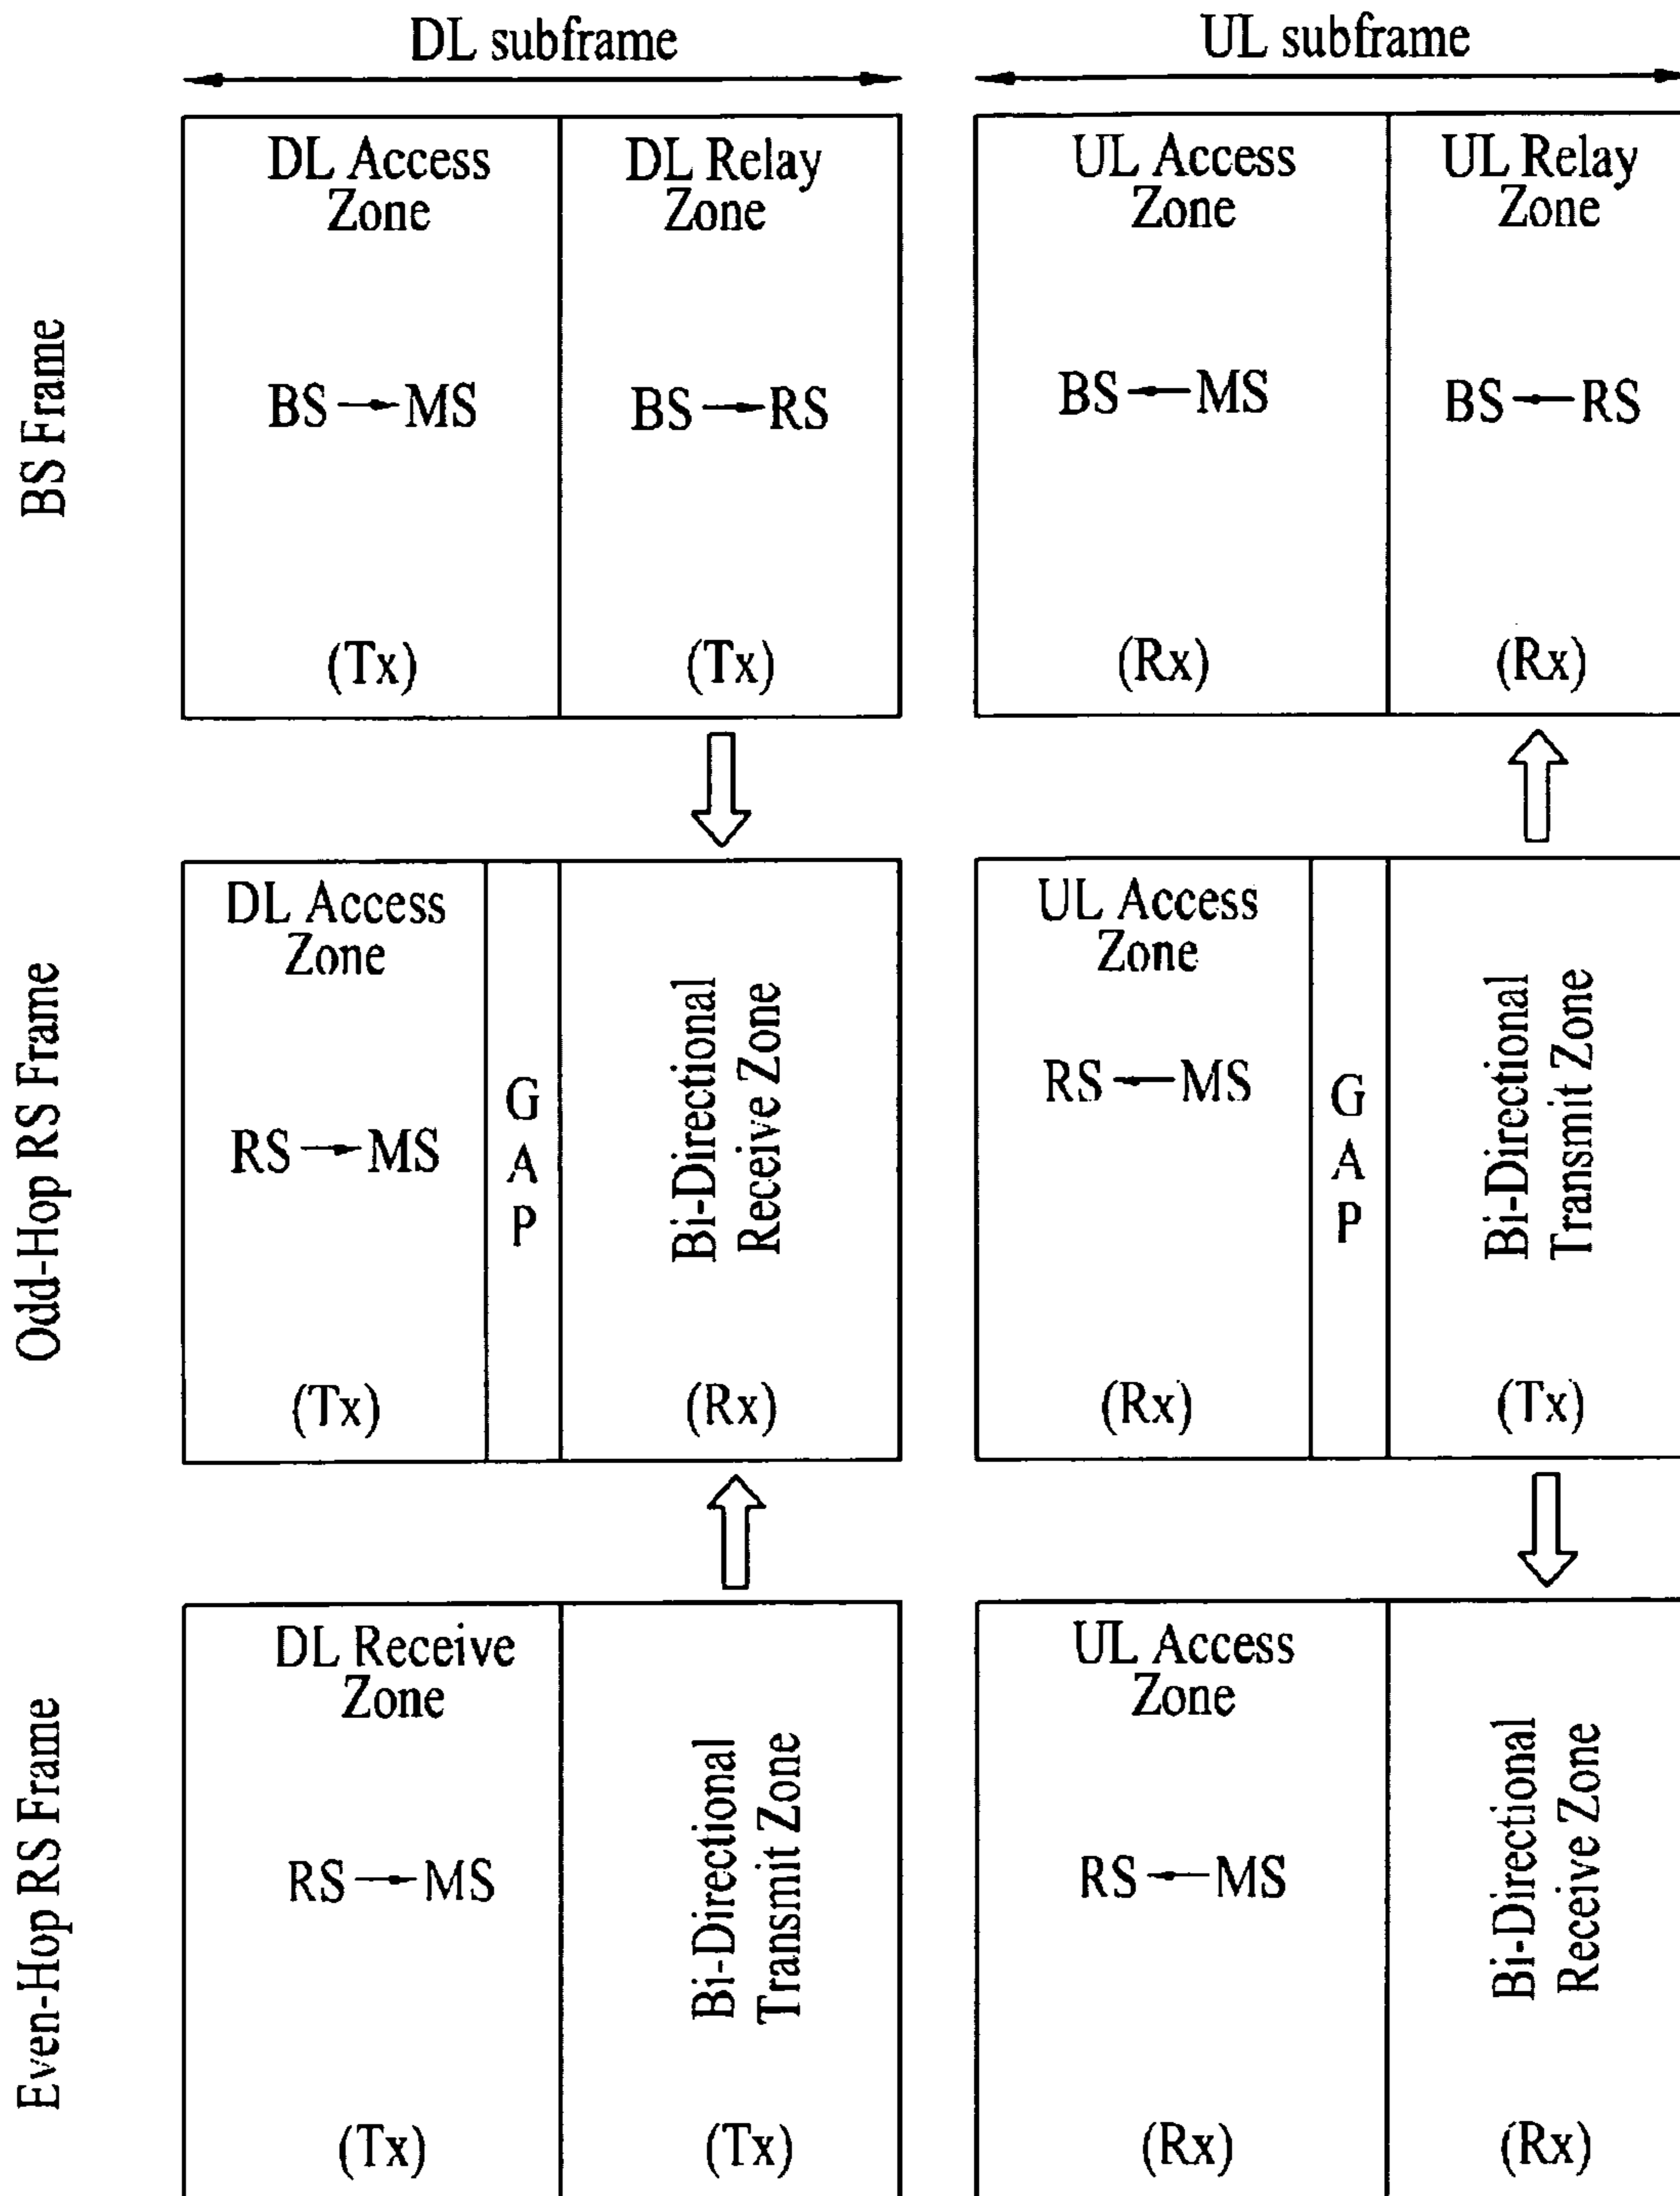 DL subframe
UL subframe
BS Frame
DL Access
Zone
BS → MS
(Tx)
DL Relay
Zone
BS → RS
(Tx)
UL Access
Zone
BS ← MS
(Rx)
UL Relay
Zone
BS ← RS
(Rx)
Odd-Hop RS Frame
DL Access
Zone
RS → MS
(Tx)
GAP
Bi-Directional
Receive Zone
(Rx)
UL Access
Zone
RS ← MS
(Rx)
GAP
Bi-Directional
Transmit Zone
(Tx)
Even-Hop RS Frame
DL Receive
Zone
RS → MS
(Tx)
Bi-Directional
Transmit Zone
(Tx)
UL Access
Zone
RS ← MS
(Rx)
Bi-Directional
Receive Zone
(Rx)